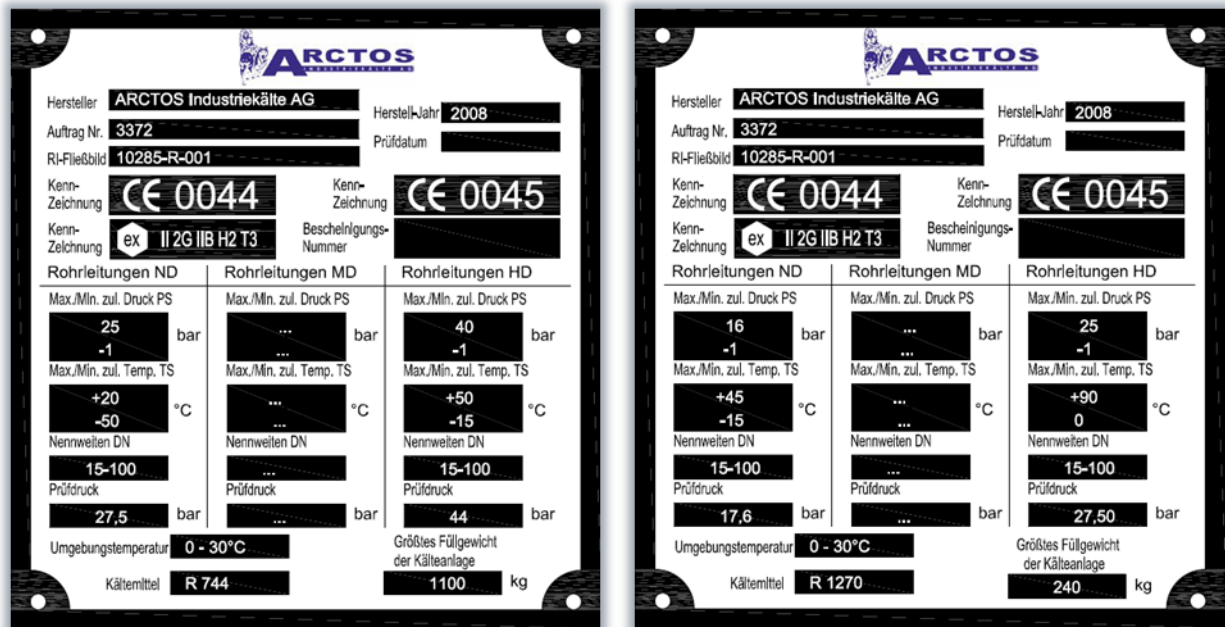 ARCTOS
INDUSTRIEKÄLTE AG
Hersteller ARCTOS Industriekälte AG
Herstell-Jahr 2008
Auftrag Nr. 3372
Prüfdatum
RI-Fließbild 10285-R-001
Kenn-
Zeichnung CE 0044
Kenn-
Zeichnung CE 0045
Kenn-
Zeichnung ex II 2G IIB H2 T3
Bescheinigungs-
Nummer
Rohrleitungen ND Rohrleitungen MD Rohrleitungen HD
Max./Min. zul. Druck PS Max./Min. zul. Druck PS Max./Min. zul. Druck PS
25 ... 40
bar bar bar
-1 ... -1
Max./Min. zul. Temp. TS Max./Min. zul. Temp. TS Max./Min. zul. Temp. TS
+20 ... +50
°C °C °C
-50 ... -15
Nennweiten DN Nennweiten DN Nennweiten DN
15-100 ... 15-100
Prüfdruck Prüfdruck Prüfdruck
27,5 bar ... bar 44 bar
Umgebungstemperatur 0 - 30°C
Größtes Füllgewicht
der Kälteanlage
Kältemittel R 744
1100 kg
ARCTOS
INDUSTRIEKÄLTE AG
Hersteller ARCTOS Industriekälte AG
Herstell-Jahr 2008
Auftrag Nr. 3372
Prüfdatum
RI-Fließbild 10285-R-001
Kenn-
Zeichnung CE 0044
Kenn-
Zeichnung CE 0045
Kenn-
Zeichnung ex II 2G IIB H2 T3
Bescheinigungs-
Nummer
Rohrleitungen ND Rohrleitungen MD Rohrleitungen HD
Max./Min. zul. Druck PS Max./Min. zul. Druck PS Max./Min. zul. Druck PS
16 ... 25
bar bar bar
-1 ... -1
Max./Min. zul. Temp. TS Max./Min. zul. Temp. TS Max./Min. zul. Temp. TS
+45 ... +90
°C °C °C
-15 ... 0
Nennweiten DN Nennweiten DN Nennweiten DN
15-100 ... 15-100
Prüfdruck Prüfdruck Prüfdruck
17,6 bar ... bar 27,50 bar
Umgebungstemperatur 0 - 30°C
Größtes Füllgewicht
der Kälteanlage
Kältemittel R 1270
240 kg